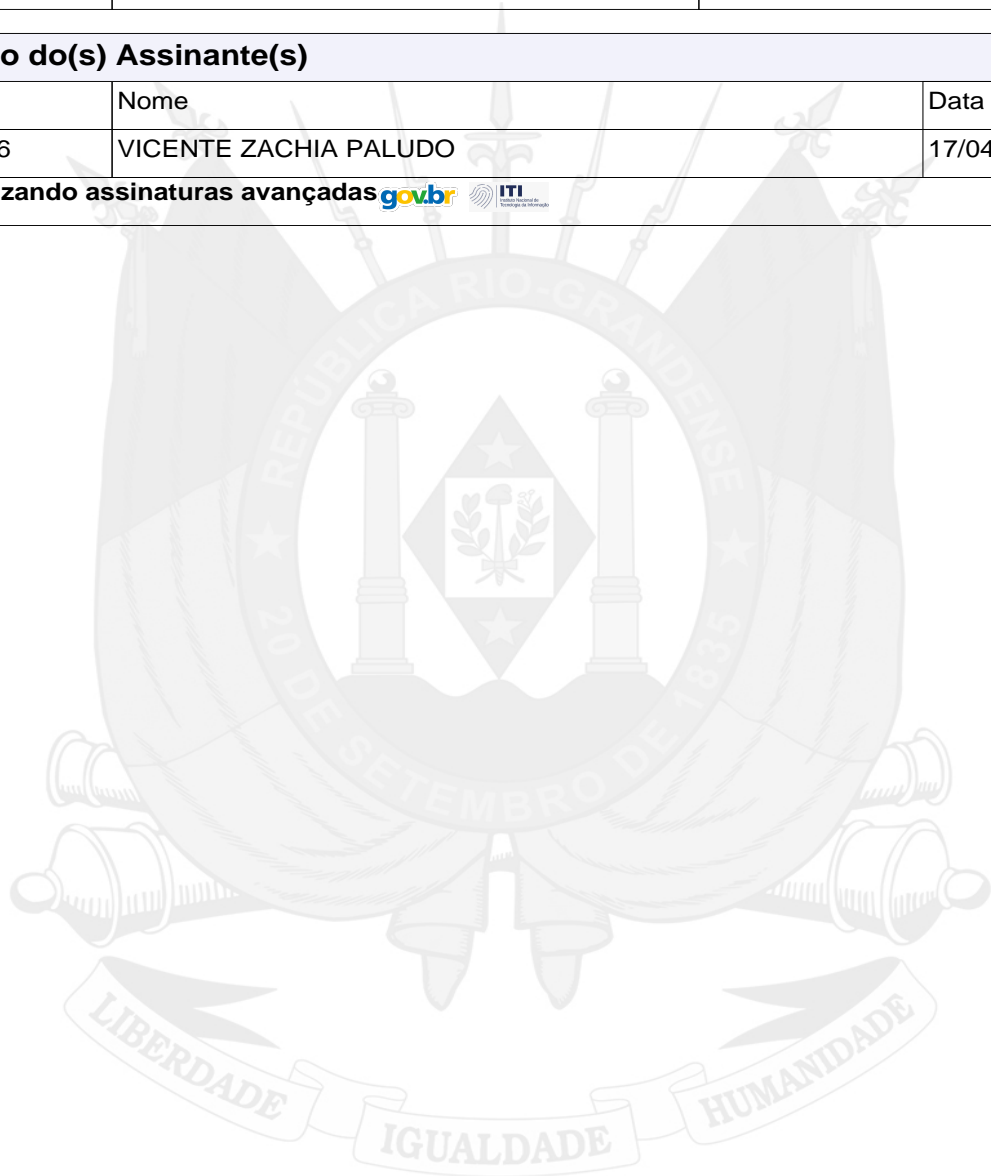 o do(s) Assinante(s)
Nome Data
6 VICENTE ZACHIA PALUDO 17/04
zando assinaturas avançadas gov.br ITI
REPÚBLICA RIO-GRANDENSE
20 DE SETEMBRO DE 1835
LIBERDADE IGUALDADE HUMANIDADE